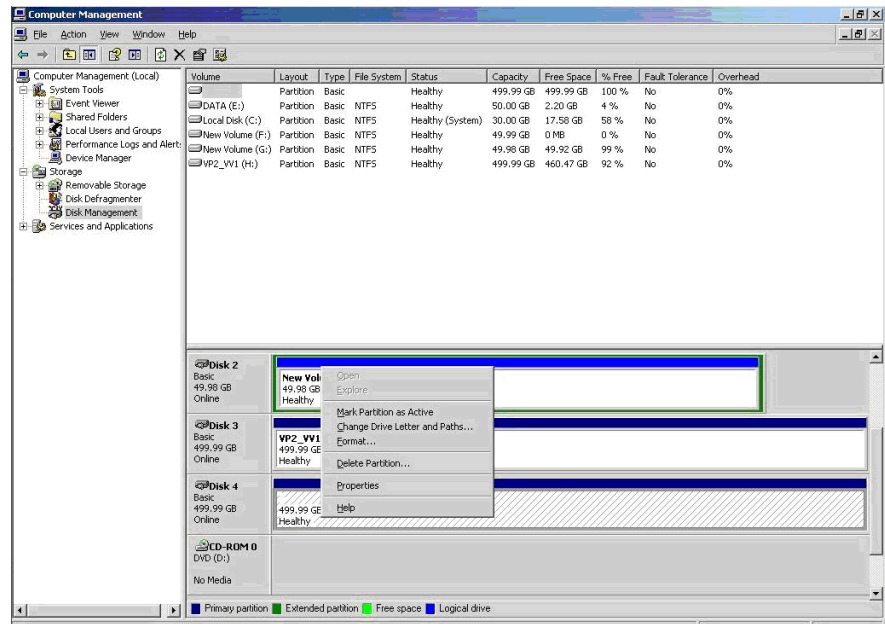 Computer Management
File Action View Window Help
Computer Management (Local)
System Tools
Event Viewer
Shared Folders
Local Users and Groups
Performance Logs and Alert
Device Manager
Storage
Removable Storage
Disk Defragmenter
Disk Management
Services and Applications
Volume Layout Type File System Status Capacity Free Space % Free Fault Tolerance Overhead
Partition Basic Healthy 499.99 GB 499.99 GB 100 % No 0%
DATA (E:) Partition Basic NTFS Healthy 50.00 GB 2.20 GB 4 % No 0%
Local Disk (C:) Partition Basic NTFS Healthy (System) 30.00 GB 17.58 GB 58 % No 0%
New Volume (F:) Partition Basic NTFS Healthy 49.99 GB 0 MB 0 % No 0%
New Volume (G:) Partition Basic NTFS Healthy 49.98 GB 49.92 GB 99 % No 0%
VP2_VV1 (H:) Partition Basic NTFS Healthy 499.99 GB 460.47 GB 92 % No 0%
Disk 2
Basic
49.98 GB
Online
New Vol
49.98 GB
Healthy
Disk 3
Basic
499.99 GB
Online
VP2_VV1
499.99 GB
Healthy
Disk 4
Basic
499.99 GB
Online
499.99 GB
Healthy
CD-ROM 0
DVD (D:)
No Media
Open
Explore
Mark Partition as Active
Change Drive Letter and Paths...
Format...
Delete Partition...
Properties
Help
Primary partition Extended partition Free space Logical drive